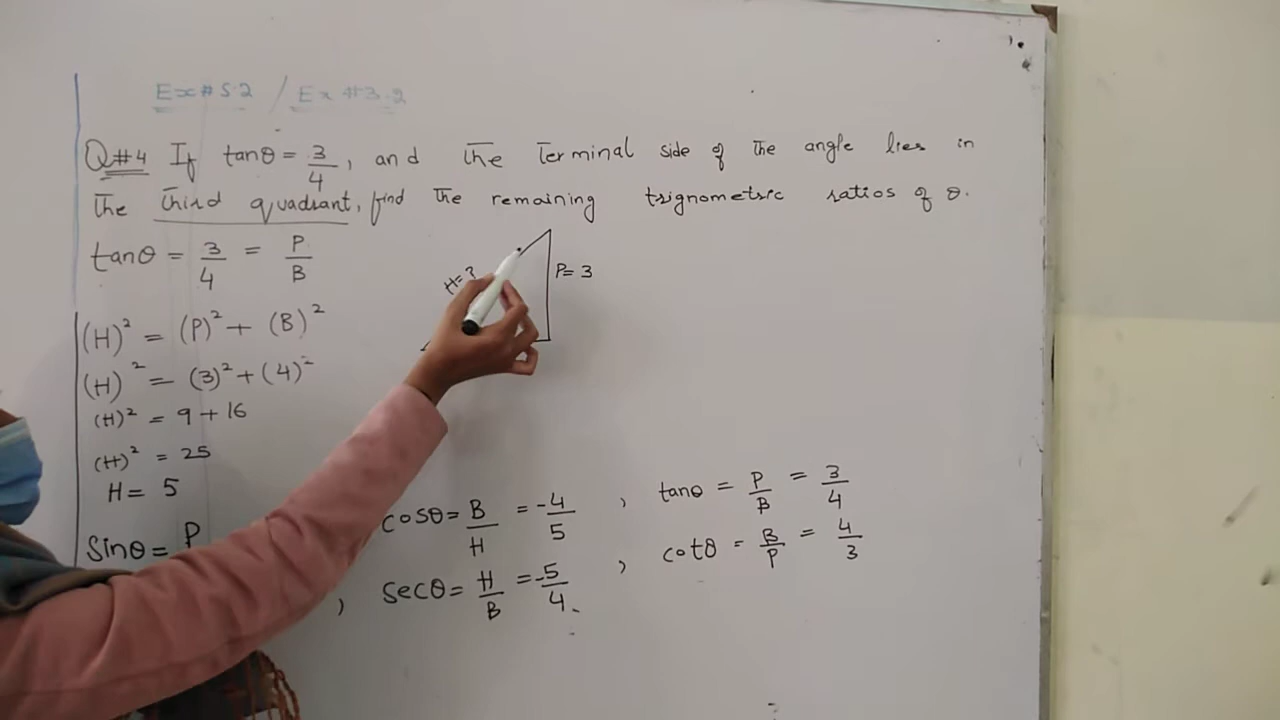 Ex # 5.2 / Ex # 3.2
Q#4 If tanθ = 3/4, and the terminal side of the angle lies in
the third quadrant, find the remaining trignometric ratios of θ.
tanθ = 3/4 = P/B
H = ?
P = 3
(H)² = (P)² + (B)²
(H)² = (3)² + (4)²
(H)² = 9 + 16
(H)² = 25
H = 5
Sinθ = P
cosθ = B/H = -4/5 , tanθ = P/B = 3/4
, secθ = H/B = -5/4 , cotθ = B/P = 4/3